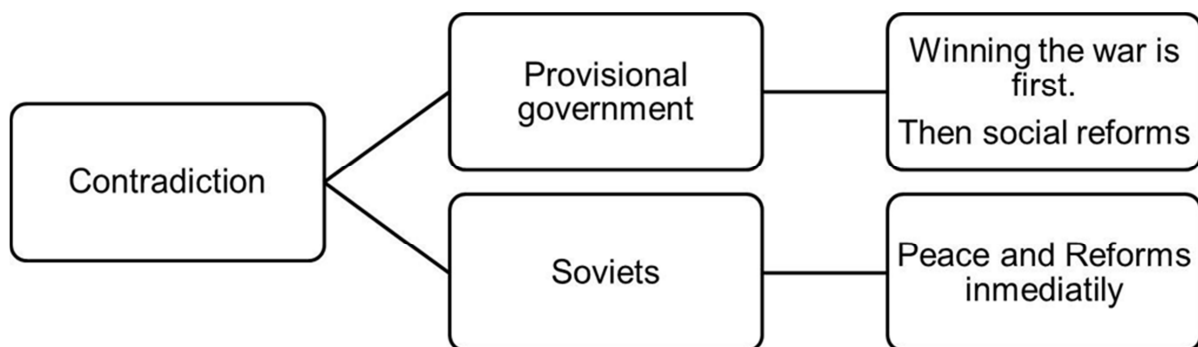 Contradiction
Provisional
government
Winning the war is
first.
Then social reforms
Soviets
Peace and Reforms
inmediatily